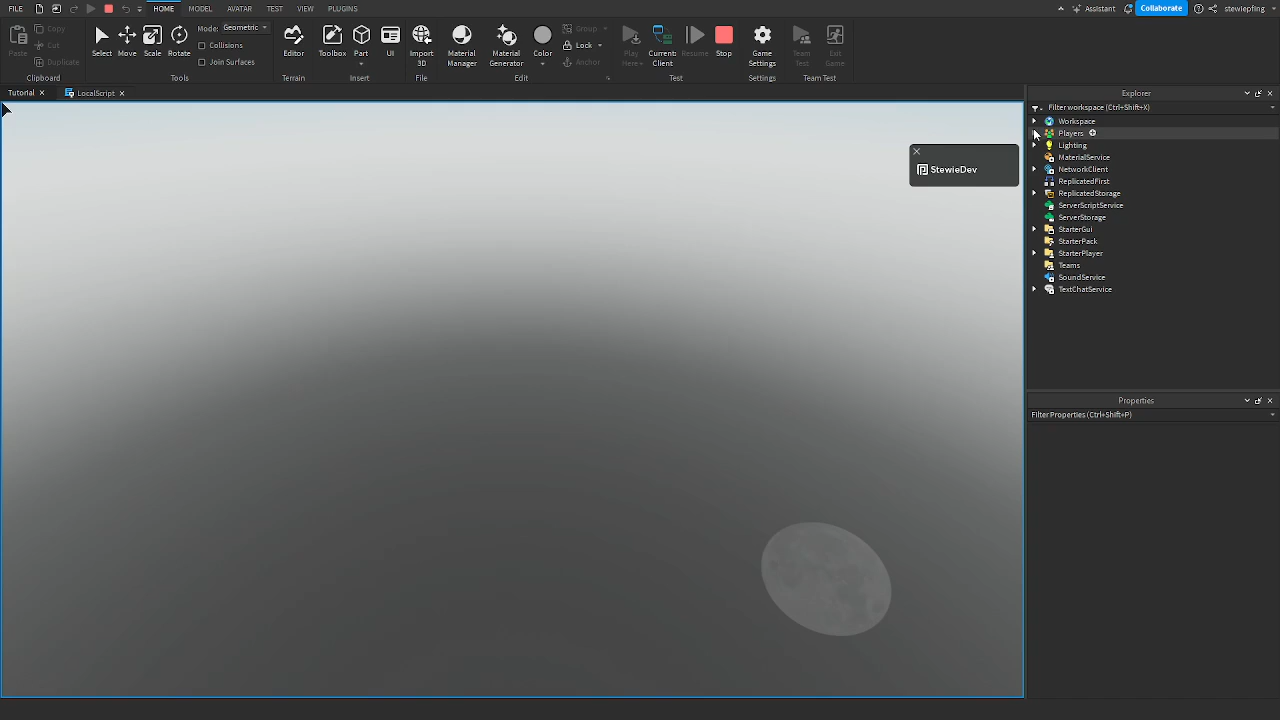 FILE
HOME
MODEL
AVATAR
TEST
VIEW
PLUGINS
Assistant
Collaborate
stewiepfing
Paste
Copy
Cut
Duplicate
Clipboard
Select
Move
Scale
Rotate
Mode: Geometric
Collisions
Join Surfaces
Tools
Editor
Terrain
Toolbox
Part
UI
Insert
Import
3D
File
Material
Manager
Material
Generator
Color
Group
Lock
Anchor
Edit
Play
Here
Current:
Client
Resume
Stop
Test
Game
Settings
Settings
Team
Test
Exit
Game
Team Test
Tutorial
LocalScript
StewieDev
Explorer
Filter workspace (Ctrl+Shift+X)
Workspace
Players
Lighting
MaterialService
NetworkClient
ReplicatedFirst
ReplicatedStorage
ServerScriptService
ServerStorage
StarterGui
StarterPack
StarterPlayer
Teams
SoundService
TextChatService
Properties
Filter Properties (Ctrl+Shift+P)